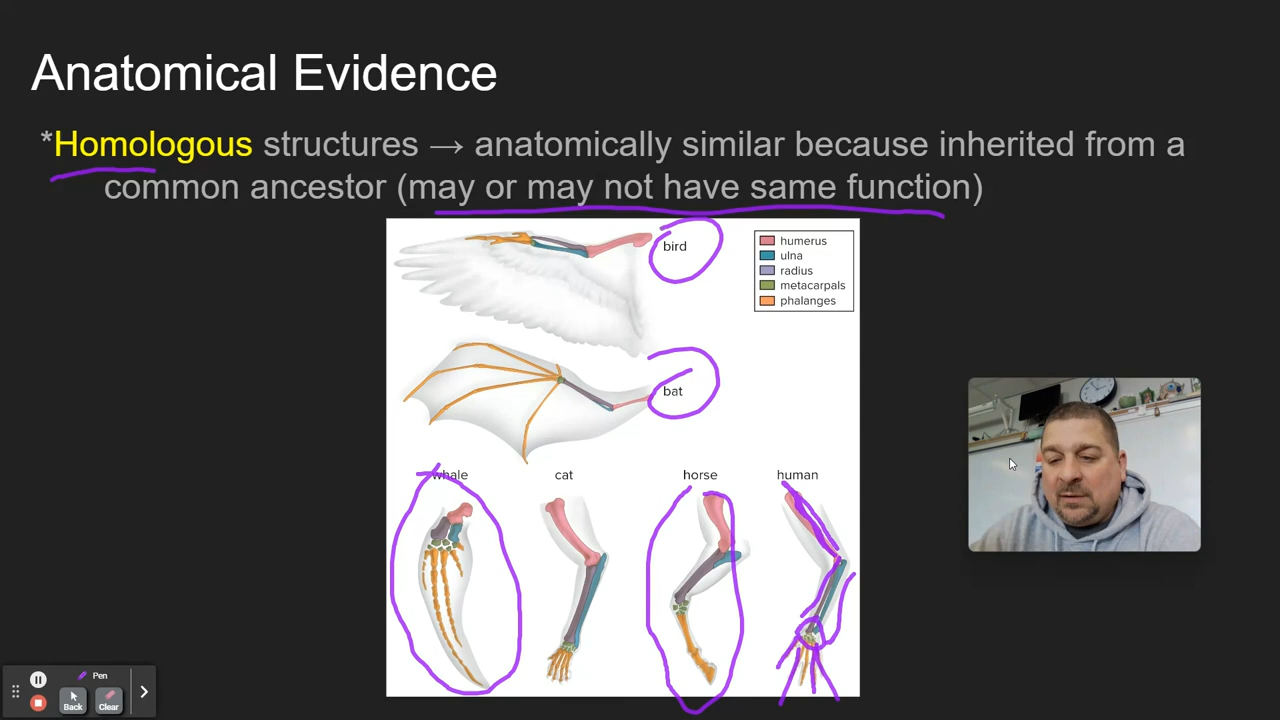 Anatomical Evidence
*Homologous structures → anatomically similar because inherited from a
common ancestor (may or may not have same function)
bird
humerus
ulna
radius
metacarpals
phalanges
bat
whale
cat
horse
human
Pen
Back
Clear